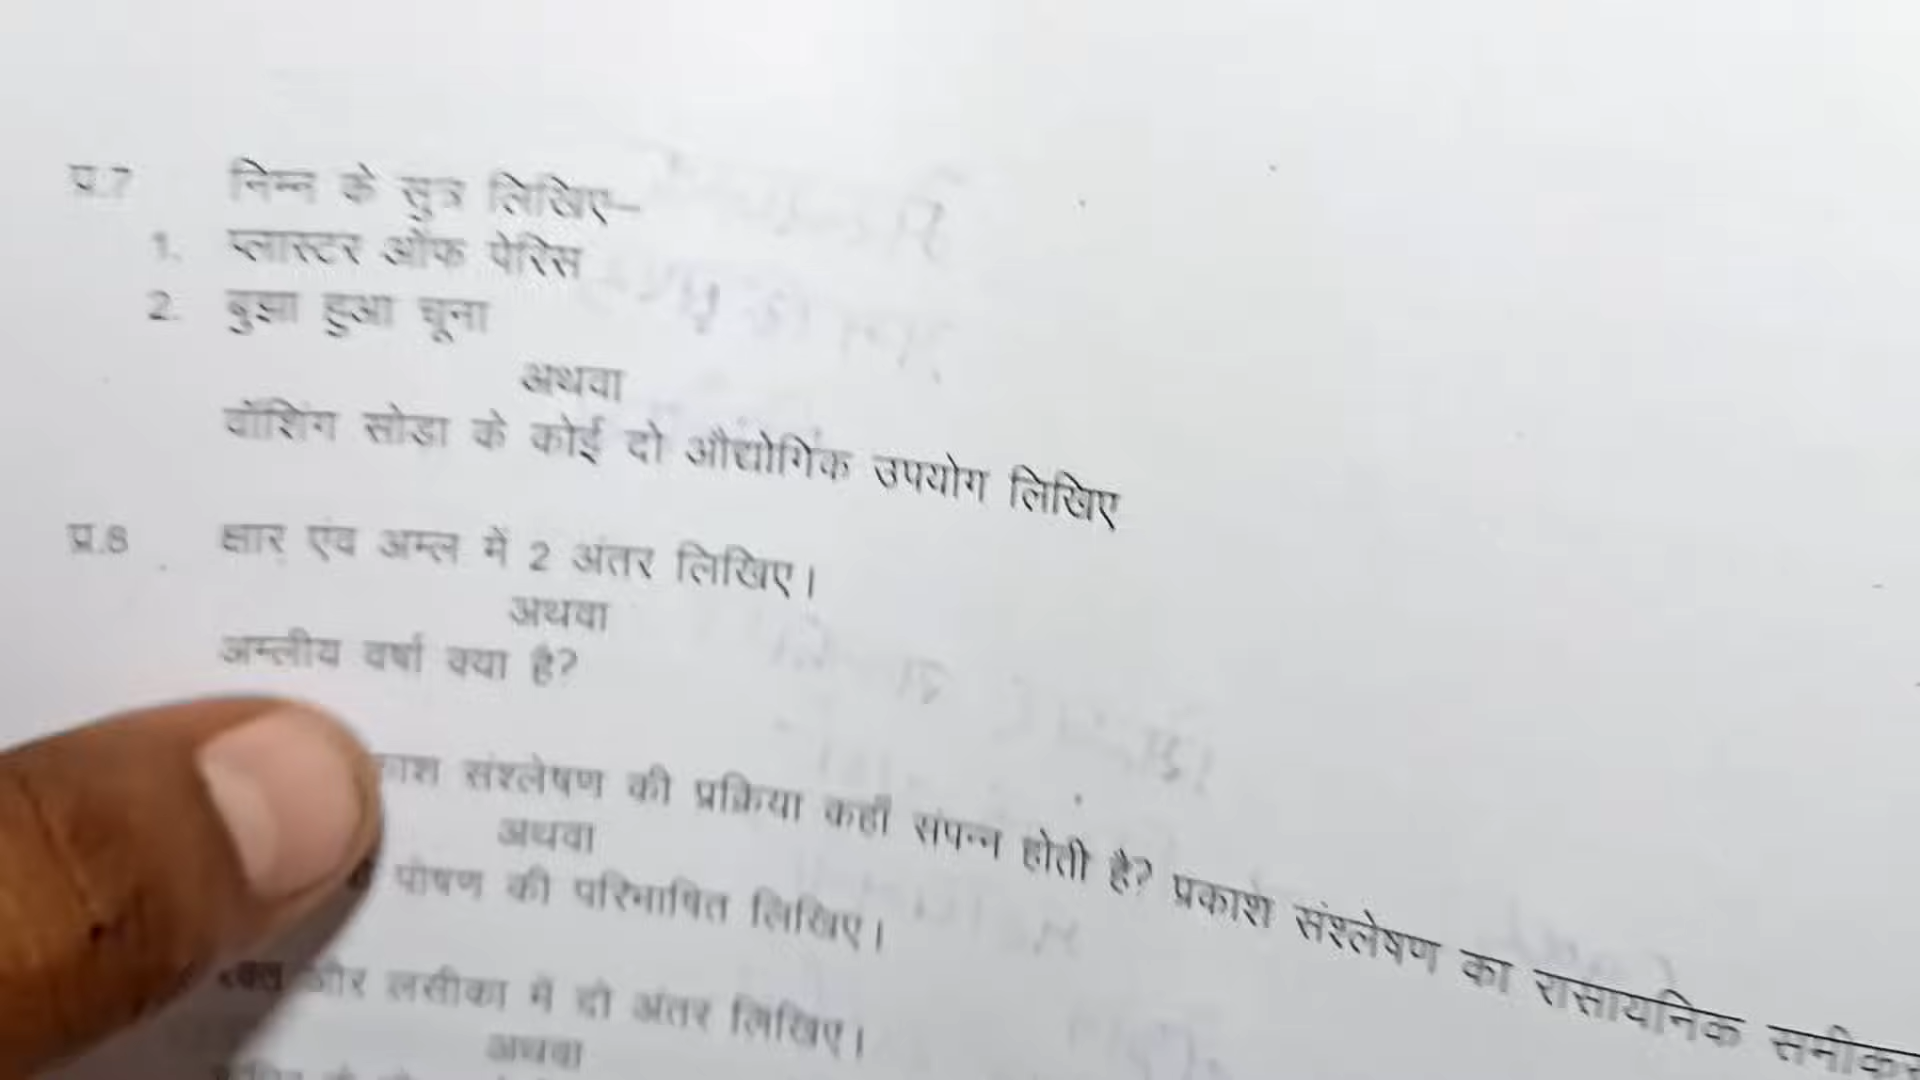 प्र.7 निम्न के सुत्र लिखिए–
1. प्लास्टर ऑफ पेरिस
2. बुझा हुआ चूना
अथवा
वॉशिंग सोडा के कोई दो औद्योगिक उपयोग लिखिए
प्र.8 क्षार एंव अम्ल में 2 अंतर लिखिए।
अथवा
अम्लीय वर्षा क्या है?
संश्लेषण की प्रक्रिया कहाँ संपन्न होती है? प्रकाश संश्लेषण का रासायनिक
अथवा
पोषण की परिभाषित लिखिए।
और लसीका में दो अंतर लिखिए।
अथवा